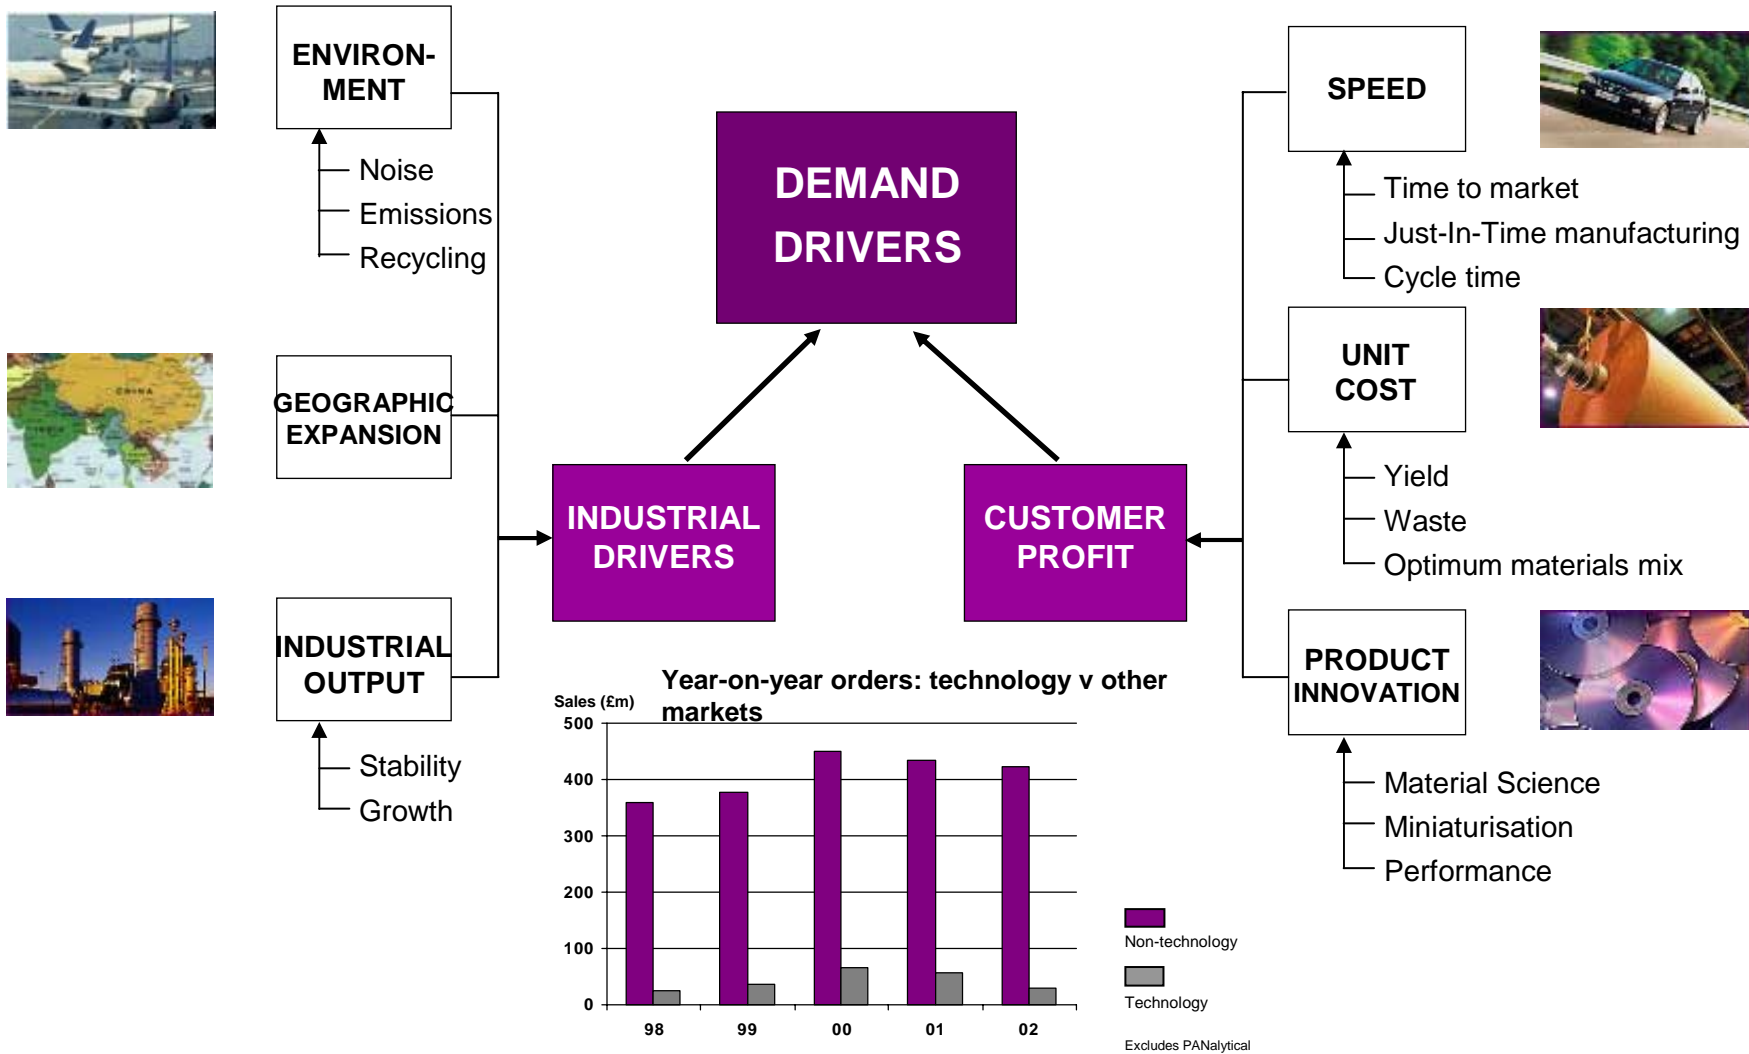 ENVIRON-
MENT
Noise
Emissions
Recycling
GEOGRAPHIC
EXPANSION
INDUSTRIAL
OUTPUT
Stability
Growth
DEMAND
DRIVERS
INDUSTRIAL
DRIVERS
CUSTOMER
PROFIT
SPEED
Time to market
Just-In-Time manufacturing
Cycle time
UNIT
COST
Yield
Waste
Optimum materials mix
PRODUCT
INNOVATION
Material Science
Miniaturisation
Performance
Year-on-year orders: technology v other
markets
Sales (£m)
500
400
300
200
100
0
98 99 00 01 02
Non-technology
Technology
Excludes PANalytical
CHINA
INDIA